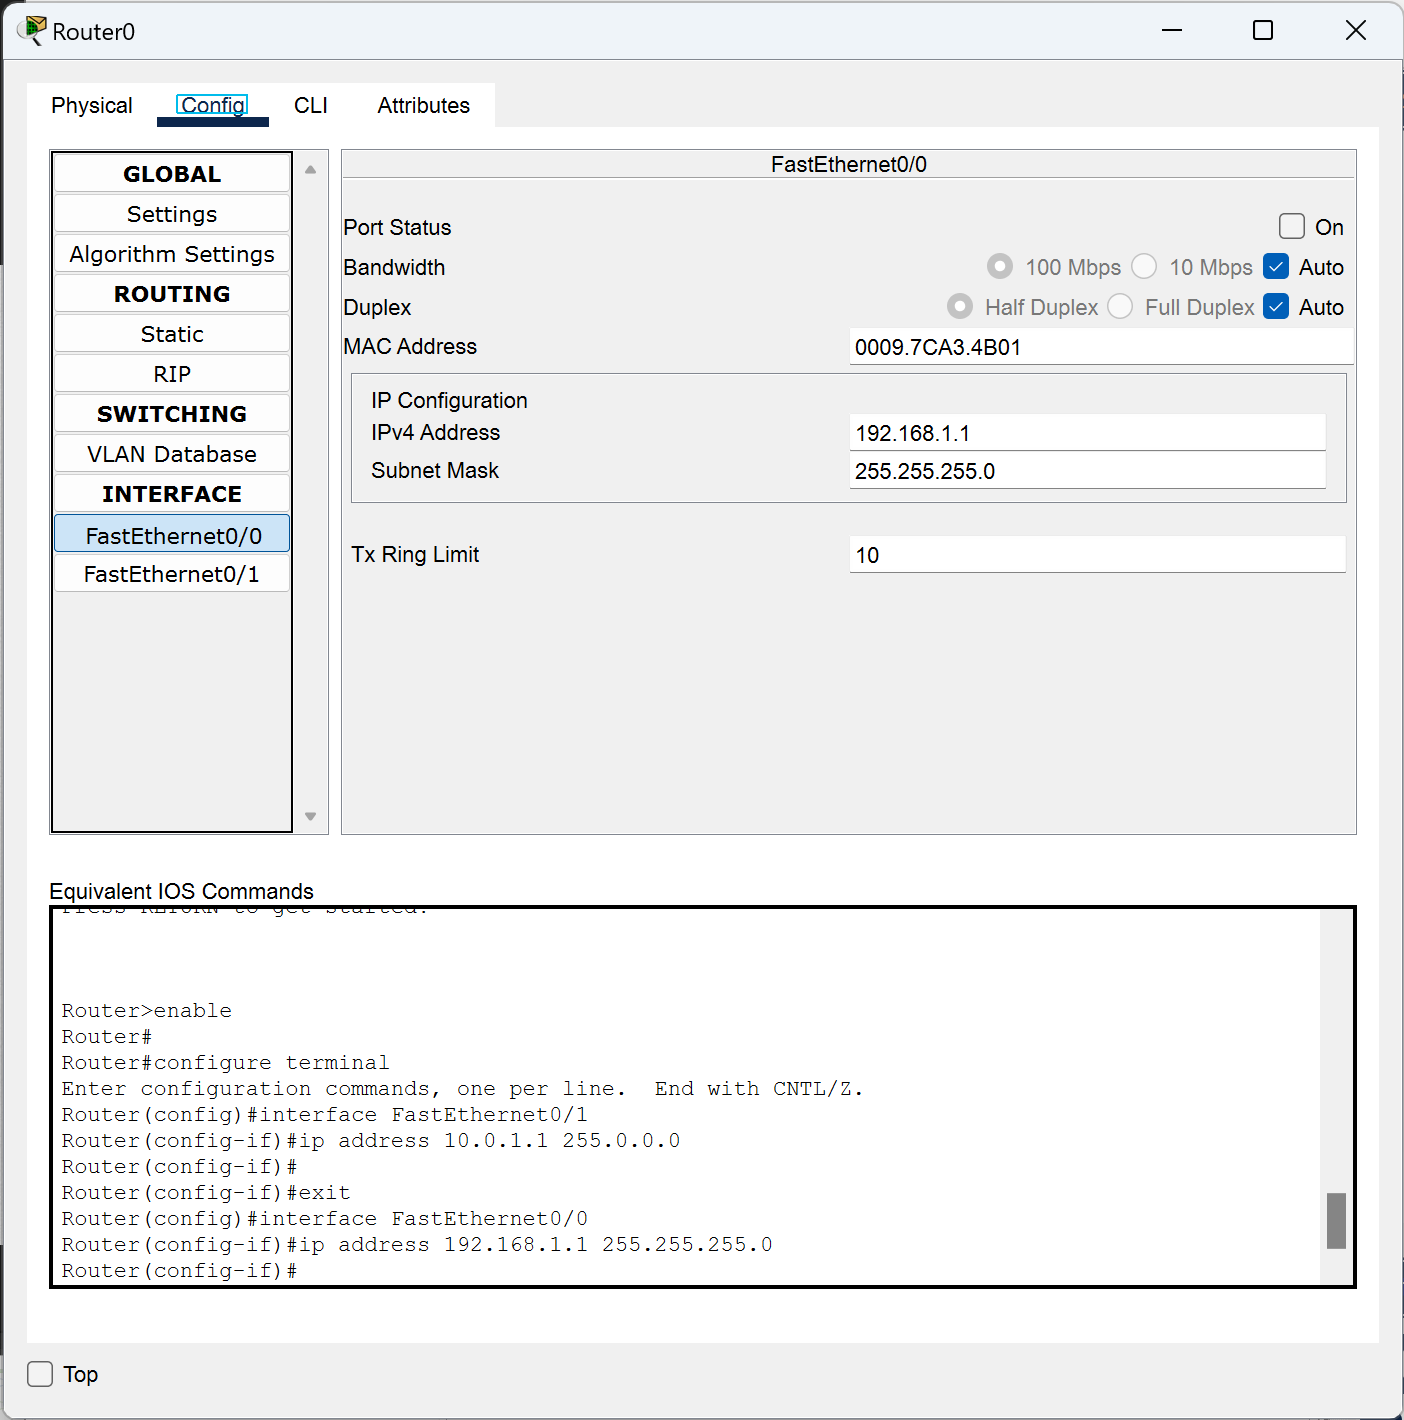 Router0
Physical Config CLI Attributes
GLOBAL
Settings
Algorithm Settings
ROUTING
Static
RIP
SWITCHING
VLAN Database
INTERFACE
FastEthernet0/0
FastEthernet0/1
FastEthernet0/0
Port Status On
Bandwidth 100 Mbps 10 Mbps Auto
Duplex Half Duplex Full Duplex Auto
MAC Address 0009.7CA3.4B01
IP Configuration
IPv4 Address 192.168.1.1
Subnet Mask 255.255.255.0
Tx Ring Limit 10
Equivalent IOS Commands
Press RETURN to get started.
Router>enable
Router#
Router#configure terminal
Enter configuration commands, one per line.  End with CNTL/Z.
Router(config)#interface FastEthernet0/1
Router(config-if)#ip address 10.0.1.1 255.0.0.0
Router(config-if)#
Router(config-if)#exit
Router(config)#interface FastEthernet0/0
Router(config-if)#ip address 192.168.1.1 255.255.255.0
Router(config-if)#
Top